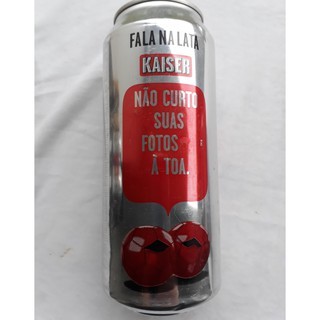 FALA NA LATA
KAISER
NÃO CURTO
SUAS
FOTOS
À TOA.